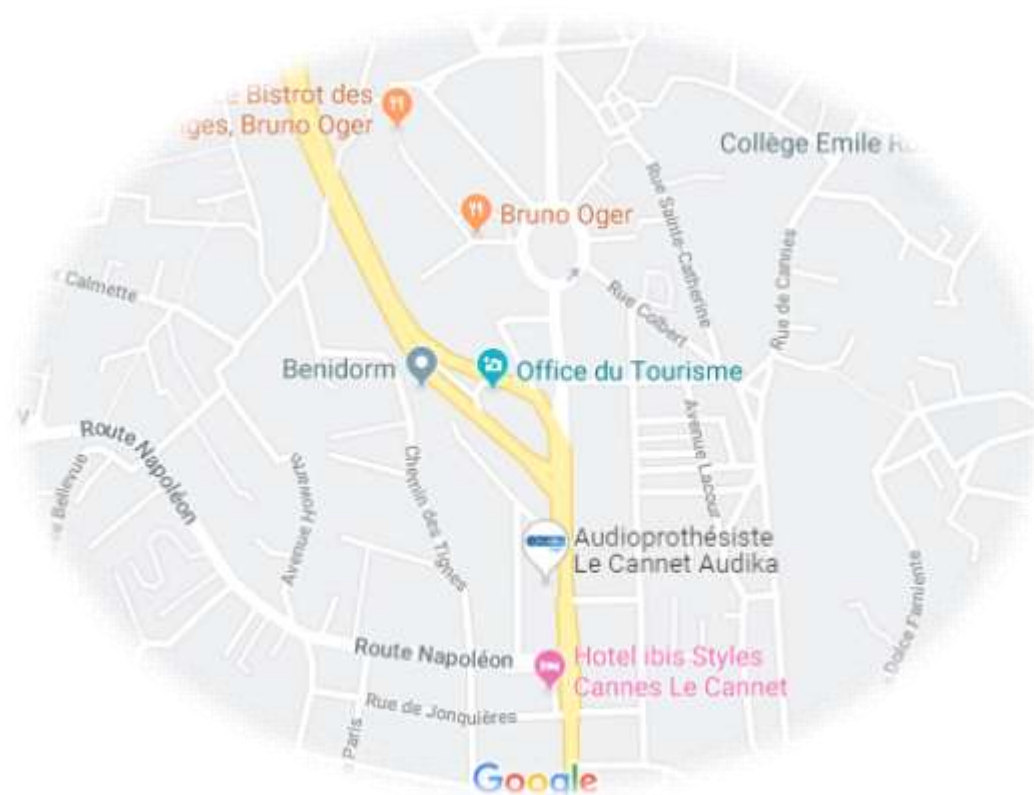 Bistrot des
Bruno Oger
Collège Emile
Rue Sainte-Catherine
Bruno Oger
Rue de Cannes
Calmette
Rue Colbert
Benidorm
Office du Tourisme
Route Napoléon
Avenue Lacour
Bellevue
Avenue Howarto
Chemin des Tignes
Audioprothésiste
Le Cannet Audika
Dolce Farniente
Route Napoléon
Hotel ibis Styles
Cannes Le Cannet
Rue de Jonquières
Paris
Google